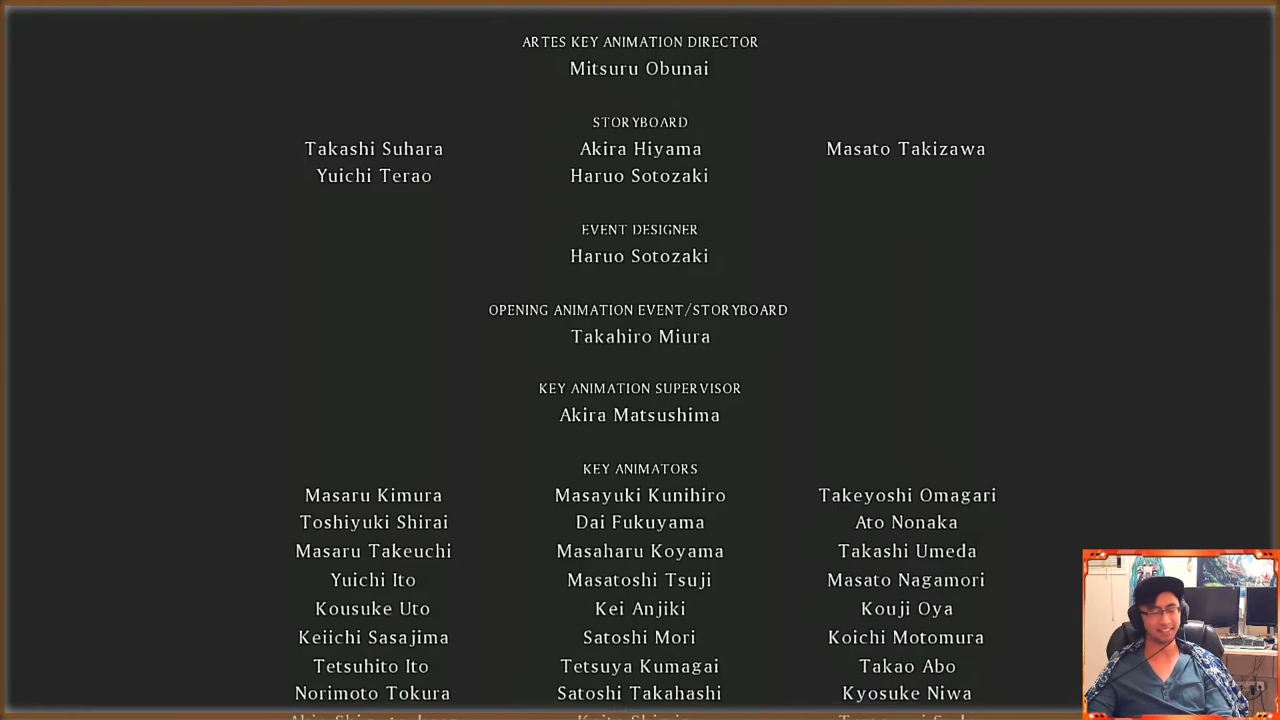 ARTES KEY ANIMATION DIRECTOR
Mitsuru Obunai
STORYBOARD
Takashi Suhara Akira Hiyama Masato Takizawa
Yuichi Terao Haruo Sotozaki
EVENT DESIGNER
Haruo Sotozaki
OPENING ANIMATION EVENT/STORYBOARD
Takahiro Miura
KEY ANIMATION SUPERVISOR
Akira Matsushima
KEY ANIMATORS
Masaru Kimura Masayuki Kunihiro Takeyoshi Omagari
Toshiyuki Shirai Dai Fukuyama Ato Nonaka
Masaru Takeuchi Masaharu Koyama Takashi Umeda
Yuichi Ito Masatoshi Tsuji Masato Nagamori
Kousuke Uto Kei Anjiki Kouji Oya
Keiichi Sasajima Satoshi Mori Koichi Motomura
Tetsuhito Ito Tetsuya Kumagai Takao Abo
Norimoto Tokura Satoshi Takahashi Kyosuke Niwa